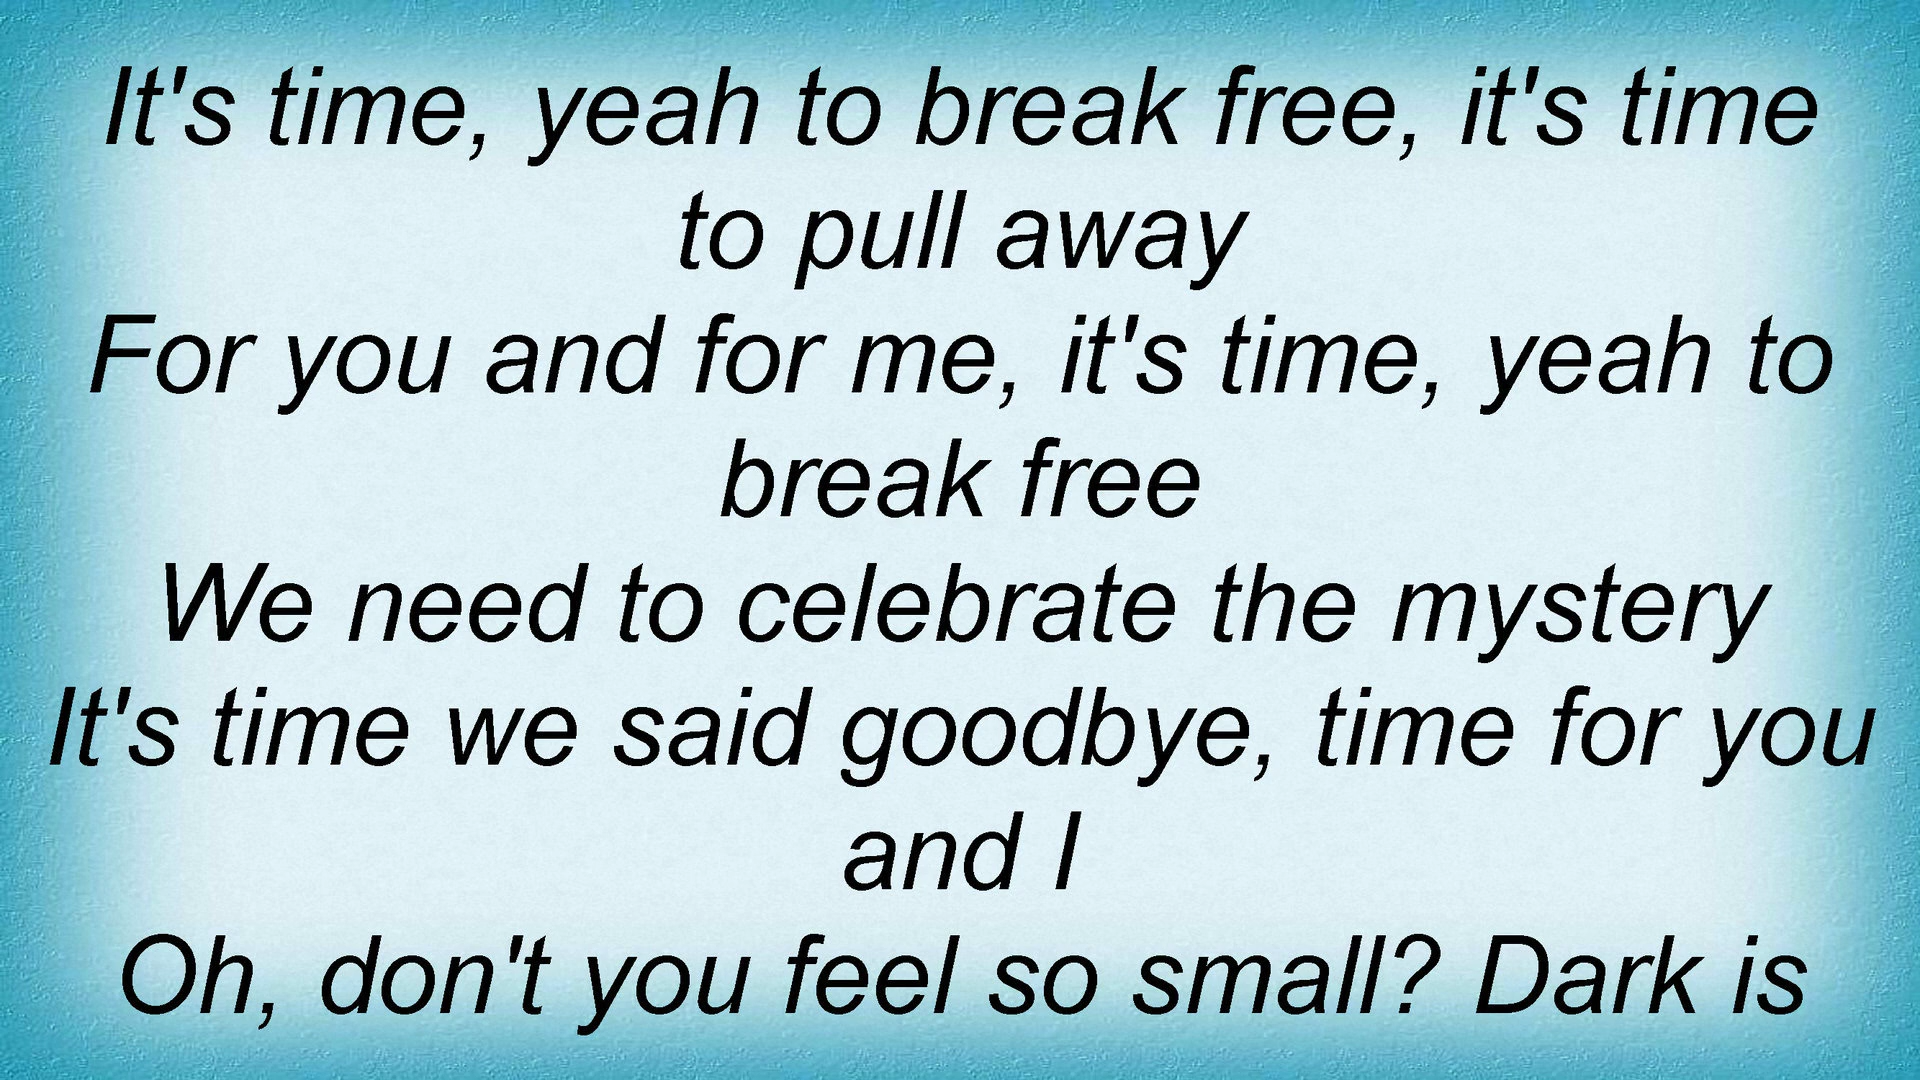 It's time, yeah to break free, it's time
to pull away
For you and for me, it's time, yeah to
break free
We need to celebrate the mystery
It's time we said goodbye, time for you
and I
Oh, don't you feel so small? Dark is